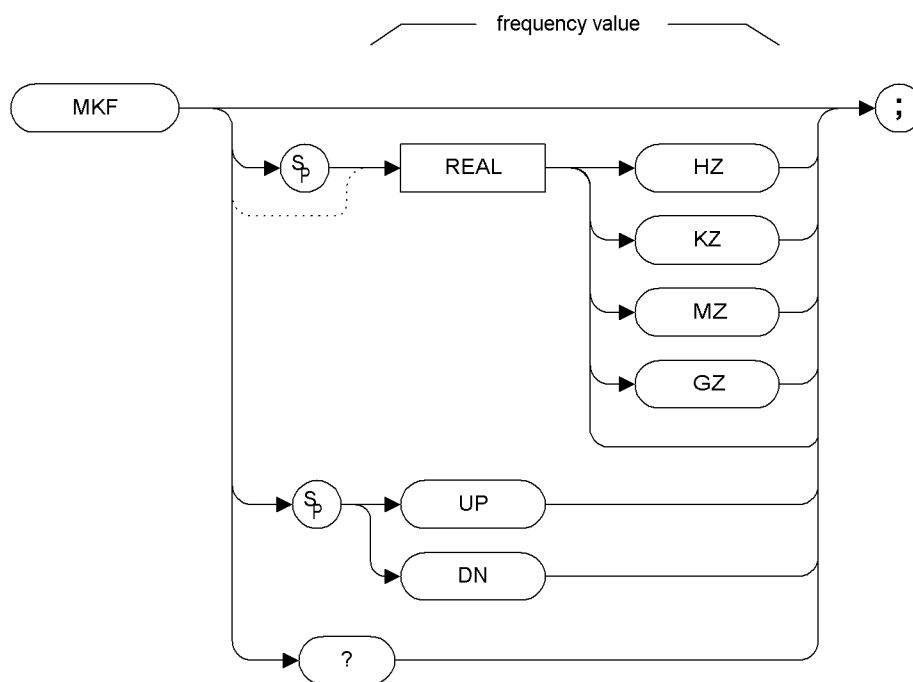 frequency value
MKF
;
SP
REAL
HZ
KZ
MZ
GZ
SP
UP
DN
?